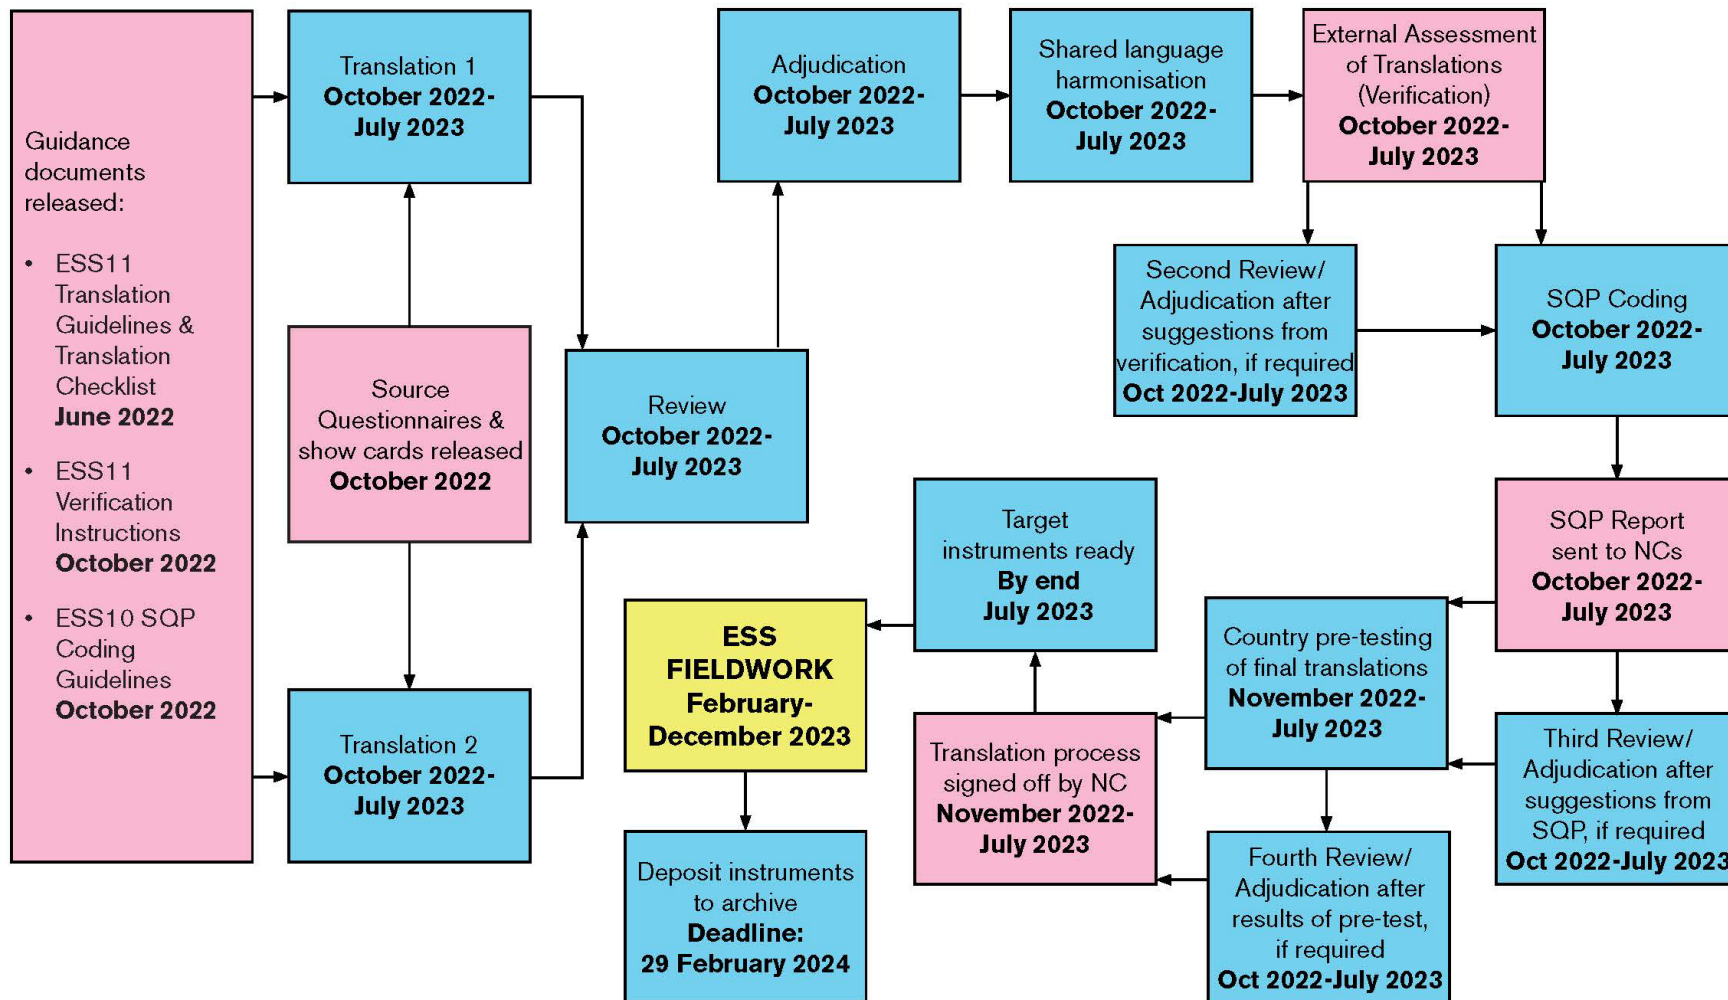 Guidance
documents
released:
• ESS11
Translation
Guidelines &
Translation
Checklist
June 2022
• ESS11
Verification
Instructions
October 2022
• ESS10 SQP
Coding
Guidelines
October 2022
Translation 1
October 2022-
July 2023
Source
Questionnaires &
show cards released
October 2022
Translation 2
October 2022-
July 2023
Review
October 2022-
July 2023
Adjudication
October 2022-
July 2023
Shared language
harmonisation
October 2022-
July 2023
External Assessment
of Translations
(Verification)
October 2022-
July 2023
Second Review/
Adjudication after
suggestions from
verification, if required
Oct 2022-July 2023
SQP Coding
October 2022-
July 2023
SQP Report
sent to NCs
October 2022-
July 2023
Third Review/
Adjudication after
suggestions from
SQP, if required
Oct 2022-July 2023
Country pre-testing
of final translations
November 2022-
July 2023
Fourth Review/
Adjudication after
results of pre-test,
if required
Oct 2022-July 2023
Translation process
signed off by NC
November 2022-
July 2023
Target
instruments ready
By end
July 2023
ESS
FIELDWORK
February-
December 2023
Deposit instruments
to archive
Deadline:
29 February 2024